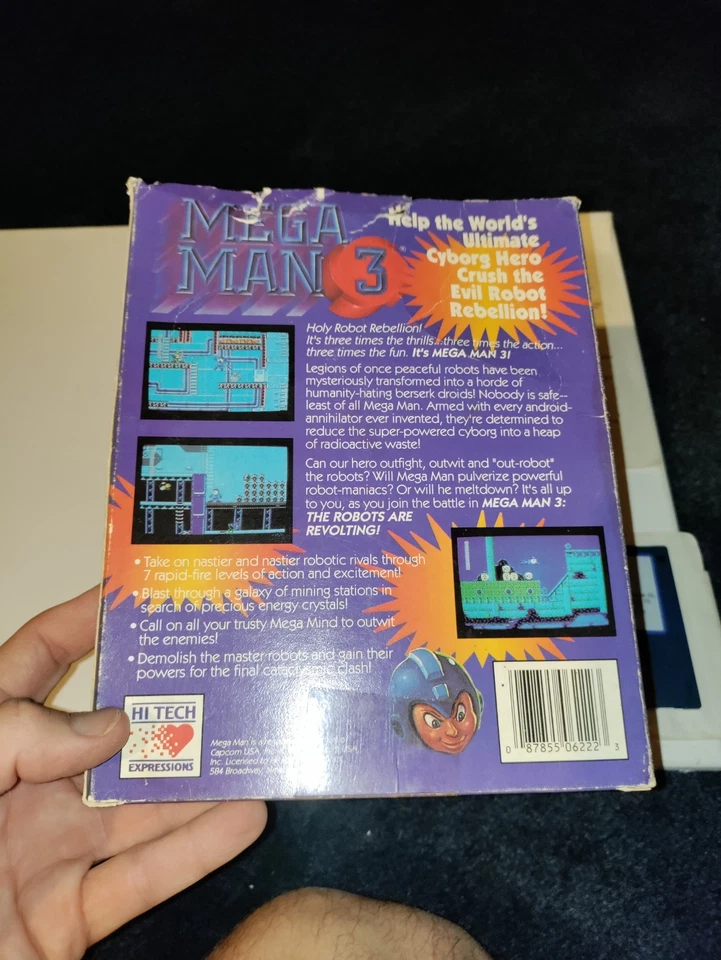 MEGA
MAN 3
Help the World's
Ultimate
Cyborg Hero
Crush the
Evil Robot
Rebellion!
Holy Robot Rebellion!
It's three times the thrills...three times the action...
three times the fun. It's MEGA MAN 3!
Legions of once peaceful robots have been
mysteriously transformed into a horde of
humanity-hating berserk droids! Nobody is safe--
least of all Mega Man. Armed with every android-
annihilator ever invented, they're determined to
reduce the super-powered cyborg into a heap
of radioactive waste!
Can our hero outfight, outwit and "out-robot"
the robots? Will Mega Man pulverize powerful
robot-maniacs? Or will he meltdown? It's all up
to you, as you join the battle in MEGA MAN 3:
THE ROBOTS ARE
REVOLTING!
• Take on nastier and nastier robotic rivals through
7 rapid-fire levels of action and excitement!
• Blast through a galaxy of mining stations in
search of precious energy crystals!
• Call on all your trusty Mega Mind to outwit
the enemies!
• Demolish the master robots and gain their
powers for the final cataclysmic clash!
HI TECH
EXPRESSIONS
Mega Man is a
Capcom USA, Inc. USA,
Inc. Licensed to
584 Broadway,
0 87855 06222 3